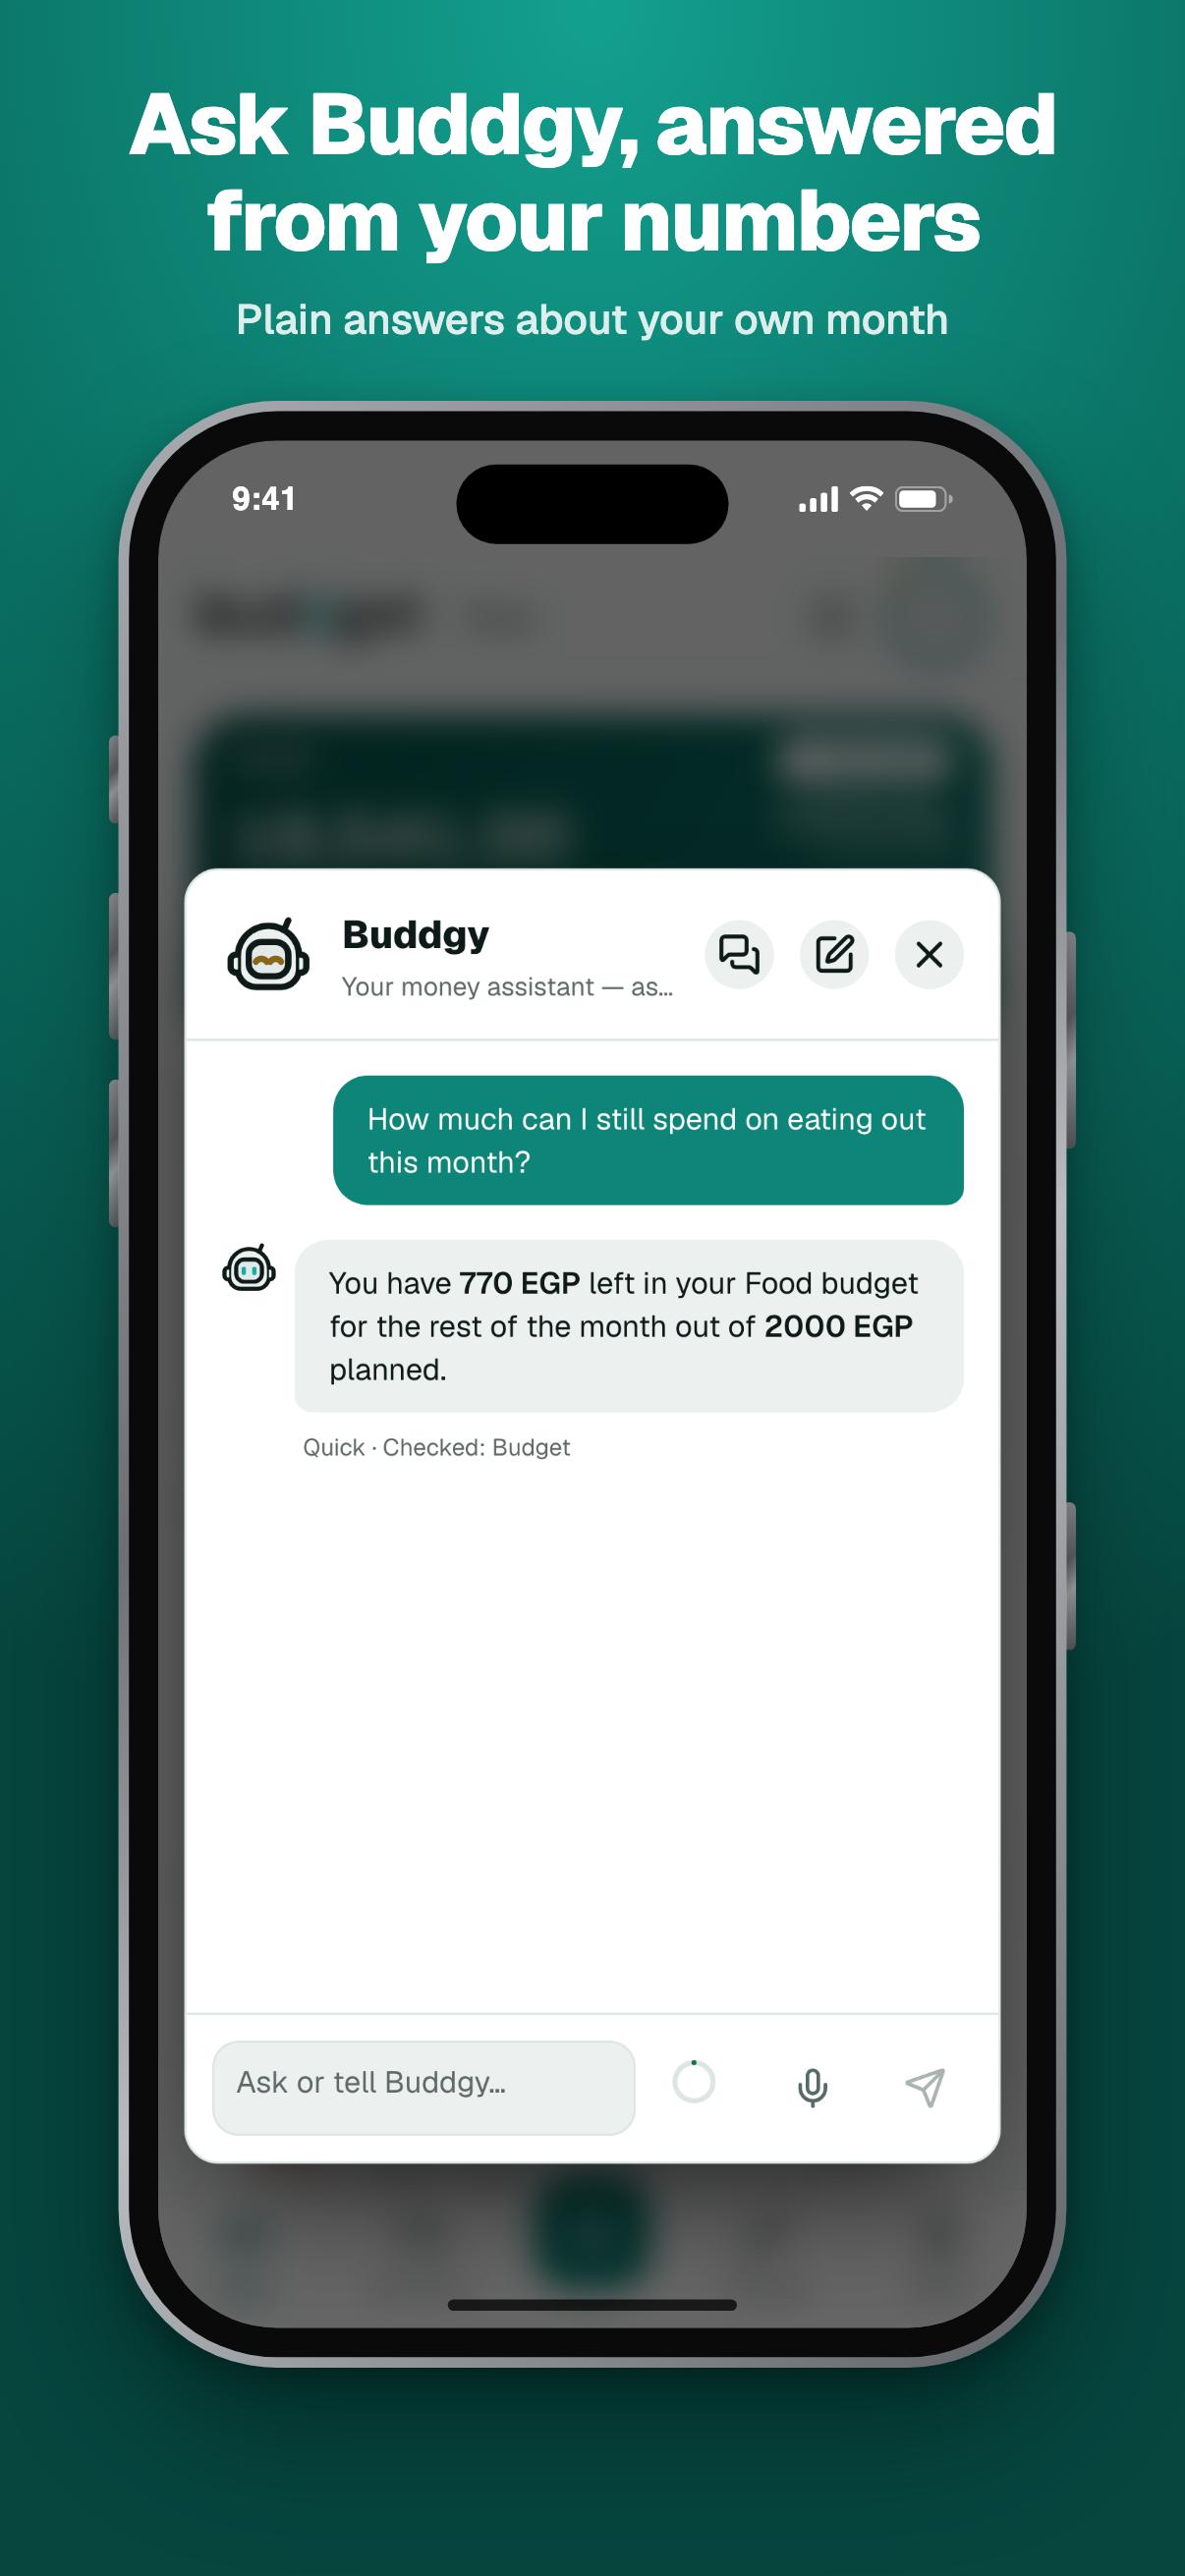 Ask Buddgy, answered
from your numbers
Plain answers about your own month
9:41
Buddgy
Your money assistant — as...
How much can I still spend on eating out
this month?
You have 770 EGP left in your Food budget
for the rest of the month out of 2000 EGP
planned.
Quick · Checked: Budget
Ask or tell Buddgy...